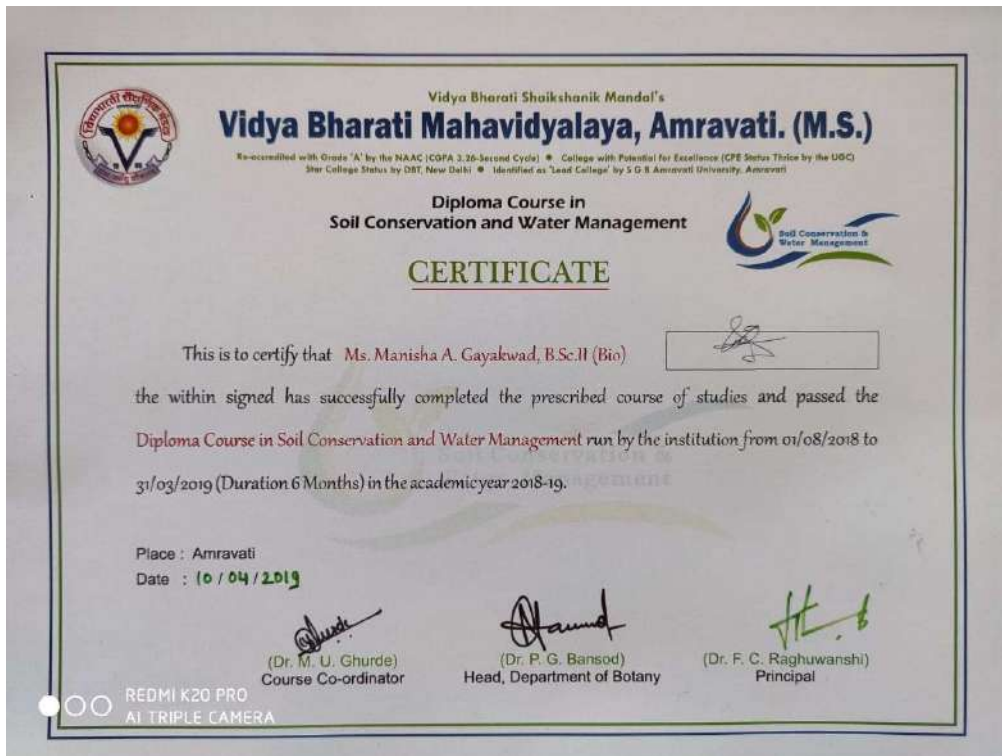 Vidya Bharati Shaikshanik Mandal's
Vidya Bharati Mahavidyalaya, Amravati. (M.S.)
Re-accredited with Grade 'A' by the NAAC (CGPA 3.26-Second Cycle) ● College with Potential for Excellence (CPE Status Thrice by the UGC)
Star College Status by DBT, New Delhi ● Identified as 'Lead College' by S G B Amravati University, Amravati
Diploma Course in
Soil Conservation and Water Management
Soil Conservation &
Water Management
CERTIFICATE
This is to certify that Ms. Manisha A. Gayakwad, B.Sc.II (Bio)
the within signed has successfully completed the prescribed course of studies and passed the
Diploma Course in Soil Conservation and Water Management run by the institution from 01/08/2018 to
31/03/2019 (Duration 6 Months) in the academic year 2018-19.
Soil Conservation &
Place : Amravati
Date : 10/04/2019
(Dr. M. U. Ghurde)
Course Co-ordinator
(Dr. P. G. Bansod)
Head, Department of Botany
(Dr. F. C. Raghuwanshi)
Principal
REDMI K20 PRO
AI TRIPLE CAMERA